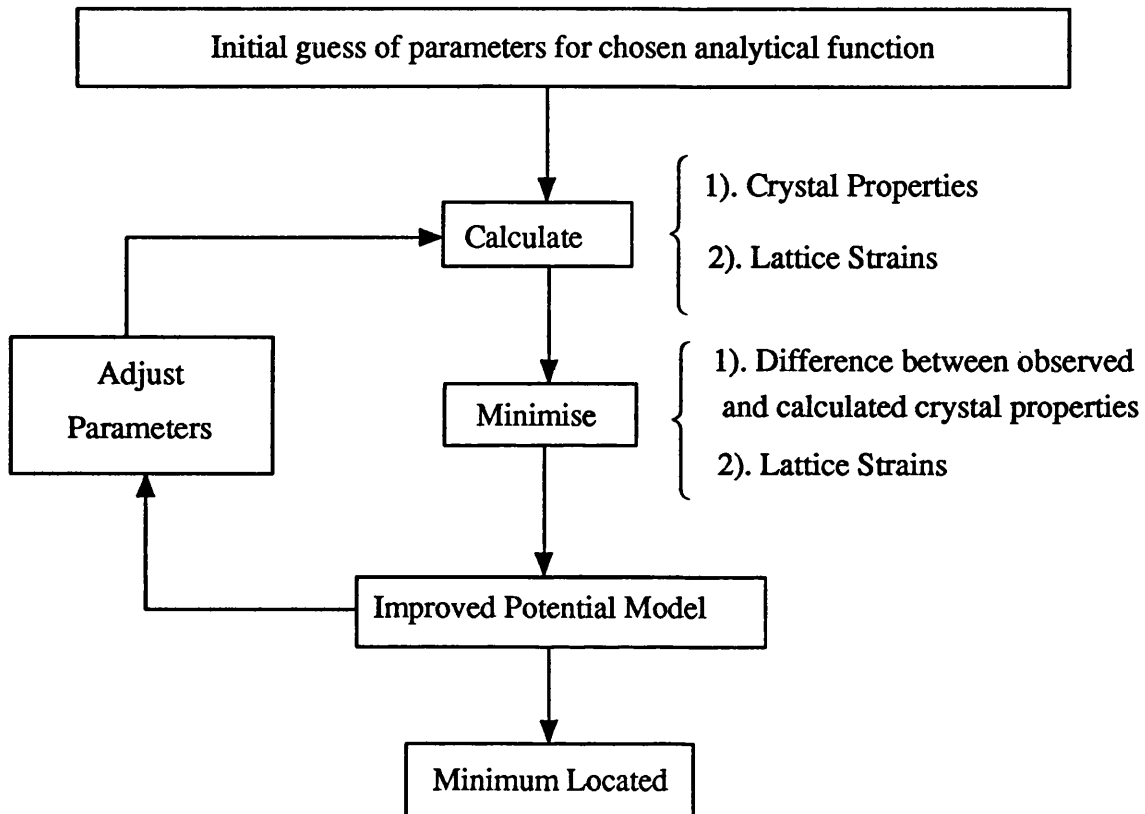 Initial guess of parameters for chosen analytical function
Calculate
1). Crystal Properties
2). Lattice Strains
Adjust
Parameters
Minimise
1). Difference between observed
and calculated crystal properties
2). Lattice Strains
Improved Potential Model
Minimum Located